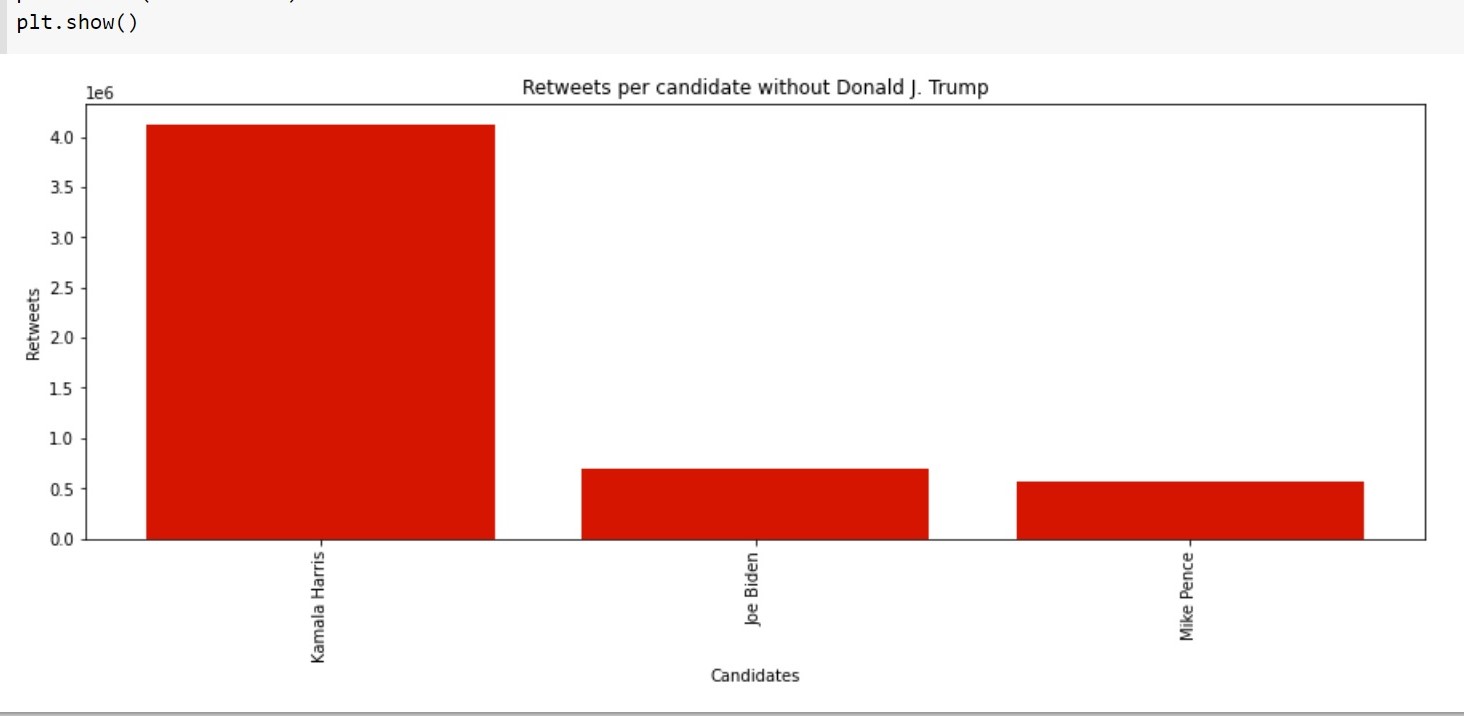 plt.show()
Retweets per candidate without Donald J. Trump
1e6
4.0
3.5
3.0
2.5
2.0
1.5
1.0
0.5
0.0
Retweets
Kamala Harris
Joe Biden
Mike Pence
Candidates